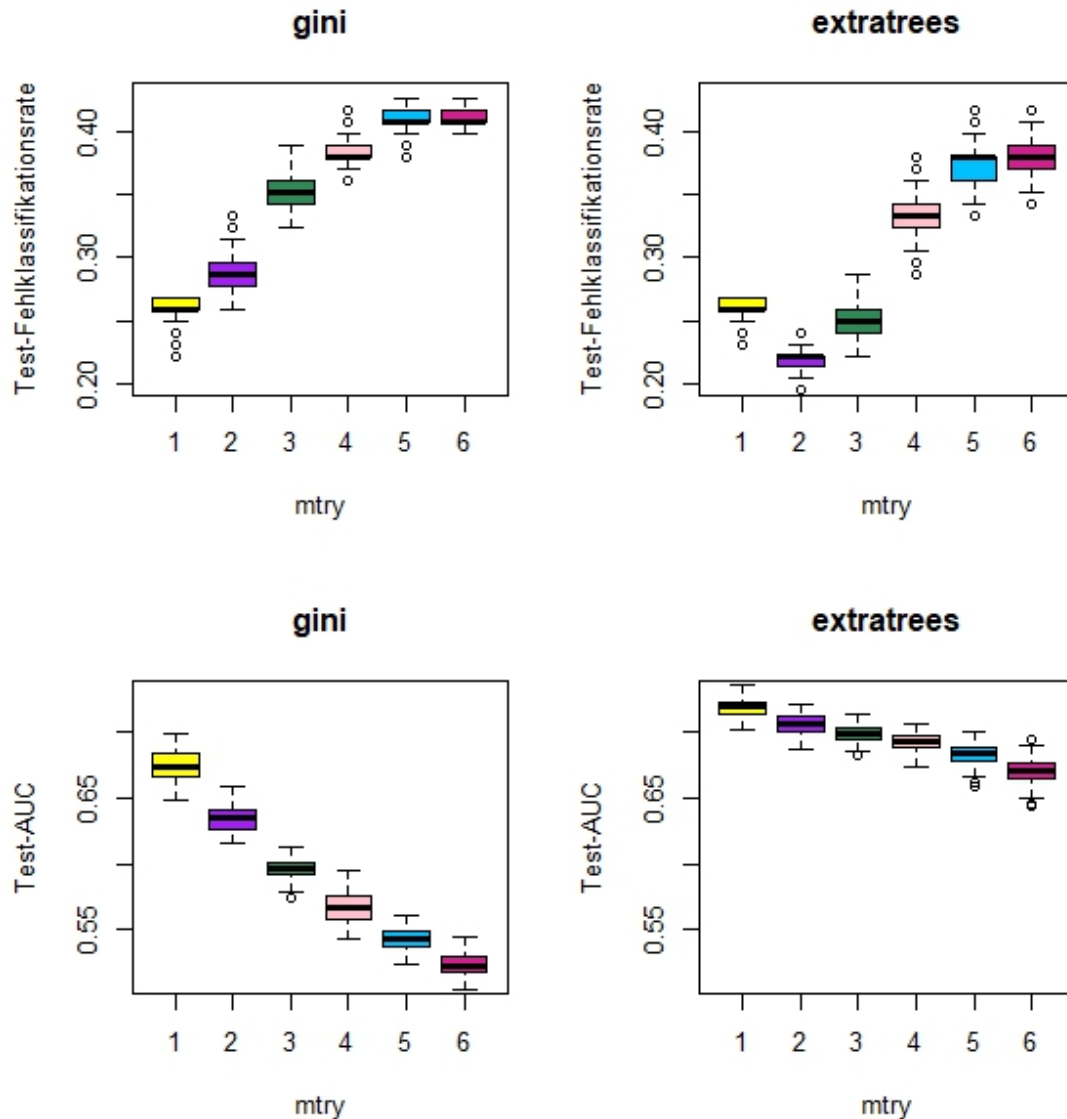 gini
Test-Fehlklassifikationsrate
0.40
0.30
0.20
1 2 3 4 5 6
mtry
extratrees
Test-Fehlklassifikationsrate
0.40
0.30
0.20
1 2 3 4 5 6
mtry
gini
Test-AUC
0.65
0.55
1 2 3 4 5 6
mtry
extratrees
Test-AUC
0.65
0.55
1 2 3 4 5 6
mtry